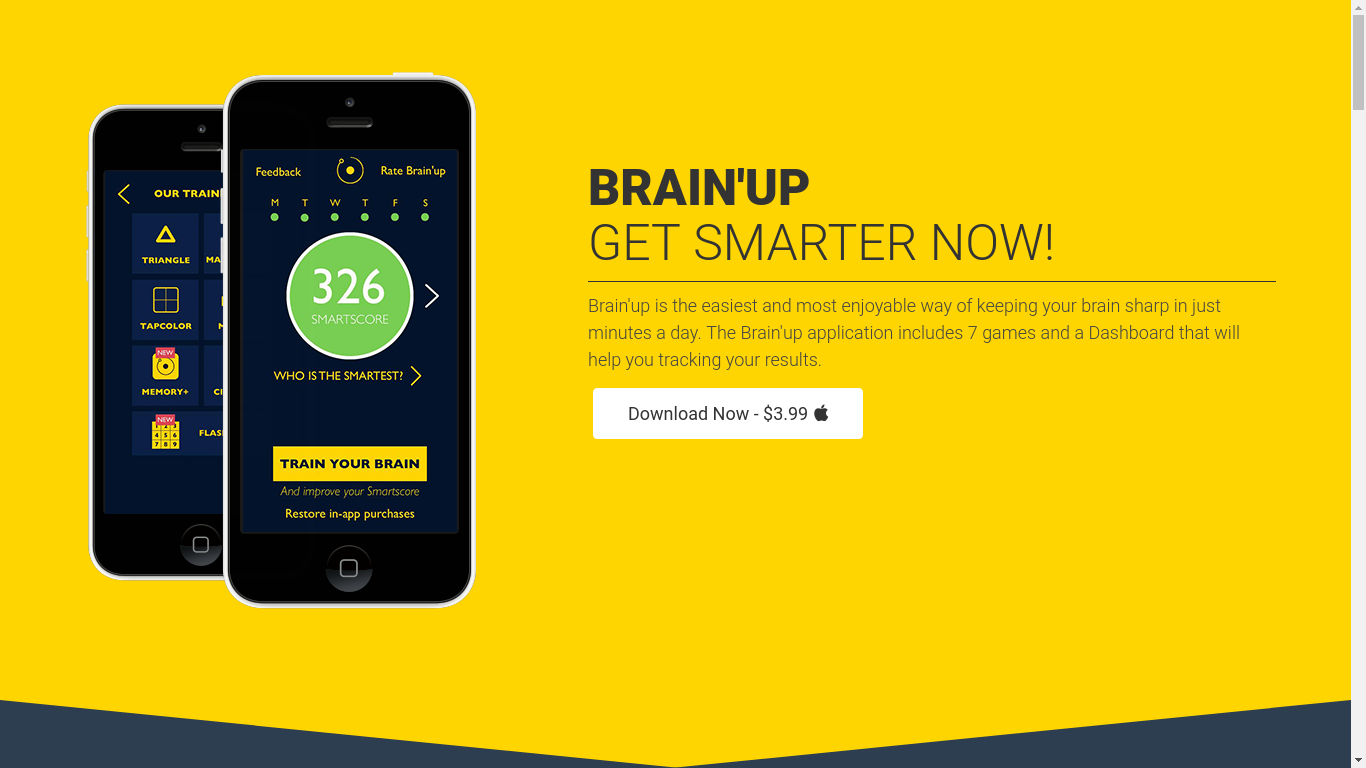 OUR TRAIN
TRIANGLE
MA
TAPCOLOR
M
NEW
MEMORY+
CI
NEW
4 5 6
7 8 9
FLAS
Feedback
Rate Brain'up
M T W T F S
326
SMARTSCORE
WHO IS THE SMARTEST?
TRAIN YOUR BRAIN
And improve your Smartscore
Restore in-app purchases
BRAIN'UP
GET SMARTER NOW!
Brain'up is the easiest and most enjoyable way of keeping your brain sharp in just
minutes a day. The Brain'up application includes 7 games and a Dashboard that will
help you tracking your results.
Download Now - $3.99